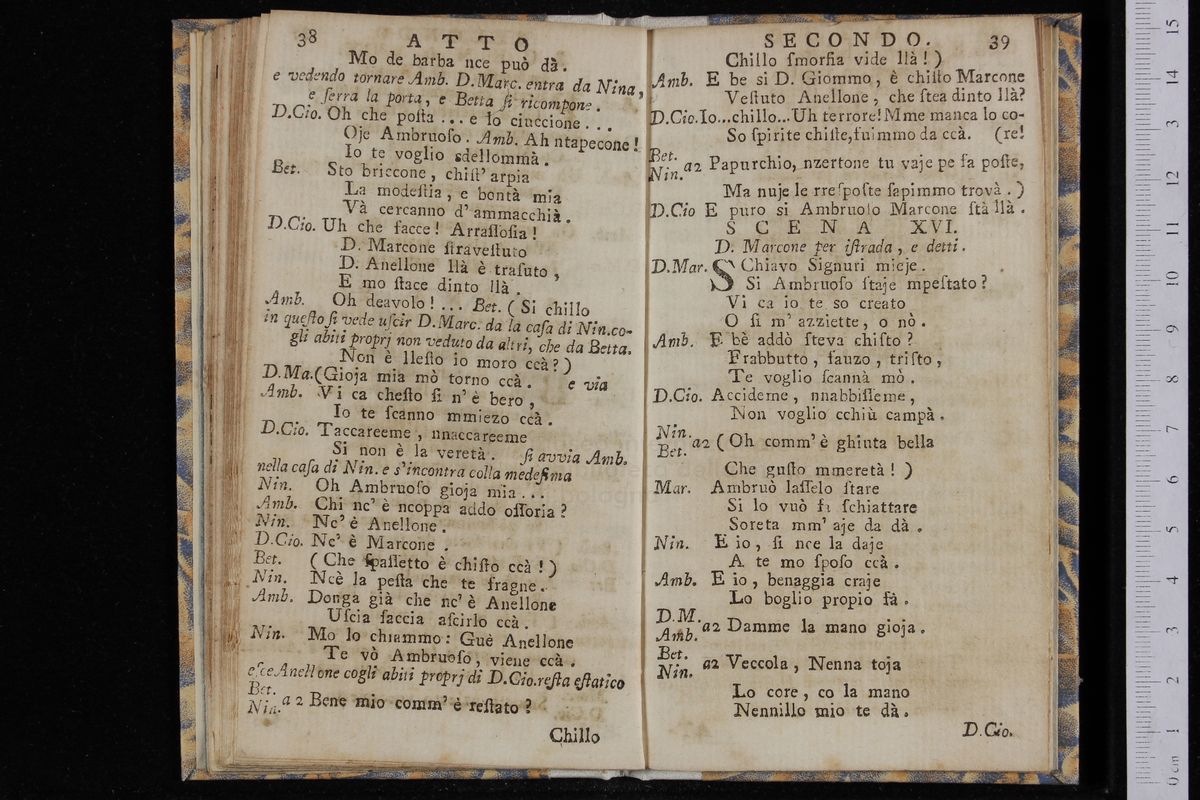 38 ATTO
Mo de barba nce può dà.
e vedendo tornare Amb. D.Marc. entra da Nina,
e ſerra la porta, e Betta ſi ricompone.
D.Cio. Oh che poſta ... e lo ciuccione...
Oje Ambruoſo. Amb. Ah ntapecone!
Io te voglio sdellommà.
Bet. Sto briccone, chiſt' arpia
La modeſtia, e bontà mia
Và cercanno d' ammacchià.
D.Cio. Uh che facce! Arraſſoſia!
D. Marcone ſtraveſtuto
D. Anellone llà è traſuto,
E mo ſtace dinto llà.
Amb. Oh deavolo! ... Bet. (Si chillo
in queſto ſi vede uſcir D.Marc. da la caſa di Nin.co-
gli abiti proprj non veduto da altri, che da Betta.
Non è lleſto io moro ccà?)
D.Ma.(Gioja mia mò torno ccà. e via
Amb. Vi ca cheſto ſi n' è bero,
Io te ſcanno mmiezo ccà.
D.Cio. Taccareeme, nnaccareeme
Si non è la veretà. ſi avvia Amb.
nella caſa di Nin. e s'incontra colla medeſima
Nin. Oh Ambruoſo gioja mia...
Amb. Chi nc' è ncoppa addo oſſoria?
Nin. Nc' è Anellone.
D.Cio. Nc' è Marcone.
Bet. (Che ſpaſſetto è chiſto ccà!)
Nin. Ncè la peſta che te fragne.
Amb. Donga già che nc' è Anellone
Uſcia faccia aſcirlo ccà.
Nin. Mo lo chiammo: Guè Anellone
Te vò Ambruoſo, viene ccà.
eſce Anellone cogli abiti proprj di D.Cio.reſta eſtatico
Bet.
Nin. a 2 Bene mio comm' è reſtato?
Chillo
SECONDO. 39
Chillo ſmorfia vide llà!)
Amb. E be si D. Giommo, è chiſto Marcone
Veſtuto Anellone, che ſtea dinto llà?
D.Cio.Io...chillo...Uh terrore!Mme manca lo co-
So ſpirite chiſte,fuimmo da ccà. (re!
Bet.
Nin. a2 Papurchio, nzertone tu vaje pe ſa poſte,
Ma nuje le rreſpoſte ſapimmo trovà.)
D.Cio E puro si Ambruoſo Marcone ſtà llà.
SCENA XVI.
D. Marcone per iſtrada, e detti.
D.Mar. SChiavo Signuri mieje.
Si Ambruoſo ſtaje mpeſtato?
Vi ca io te so creato
O ſi m' azziette, o nò.
Amb. E bè addò ſteva chiſto?
Frabbutto, fauzo, triſto,
Te voglio ſcannà mò.
D.Cio. Accideme, nnabbiſſeme,
Non voglio cchiù campà.
Nin.
Bet. a2 (Oh comm' è ghiuta bella
Che guſto mmeretà!)
Mar. Ambruò laſſelo ſtare
Si lo vuò fà ſchiattare
Soreta mm' aje da dà.
Nin. E io, ſi nce la daje
A te mo ſpoſo ccà.
Amb. E io, benaggia craje
Lo boglio propio fà.
D.M.
Amb. a2 Damme la mano gioja.
Bet.
Nin. a2 Veccola, Nenna toja
Lo core, co la mano
Nennillo mio te dà.
D.Cio.